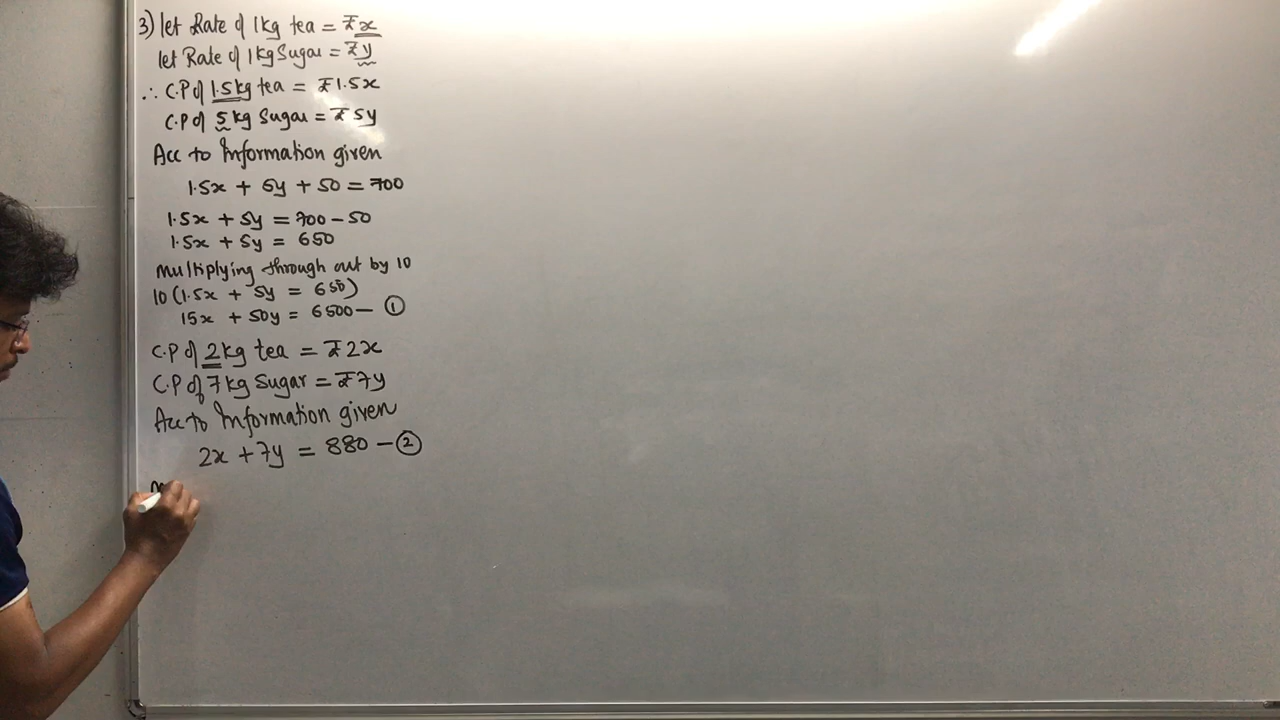 3) let Rate of 1kg tea = ₹x
let Rate of 1kg Sugar = ₹y
∴ C.P of 1.5kg tea = ₹1.5x
C.P of 5 kg Sugar = ₹5y
Acc to Information given
1.5x + 5y + 50 = 700
1.5x + 5y = 700 - 50
1.5x + 5y = 650
Multiplying through out by 10
10 (1.5x + 5y = 650)
15x + 50y = 6500 — ①
C.P of 2kg tea = ₹2x
C.P of 7kg Sugar = ₹7y
Acc to Information given
2x + 7y = 880 — ②